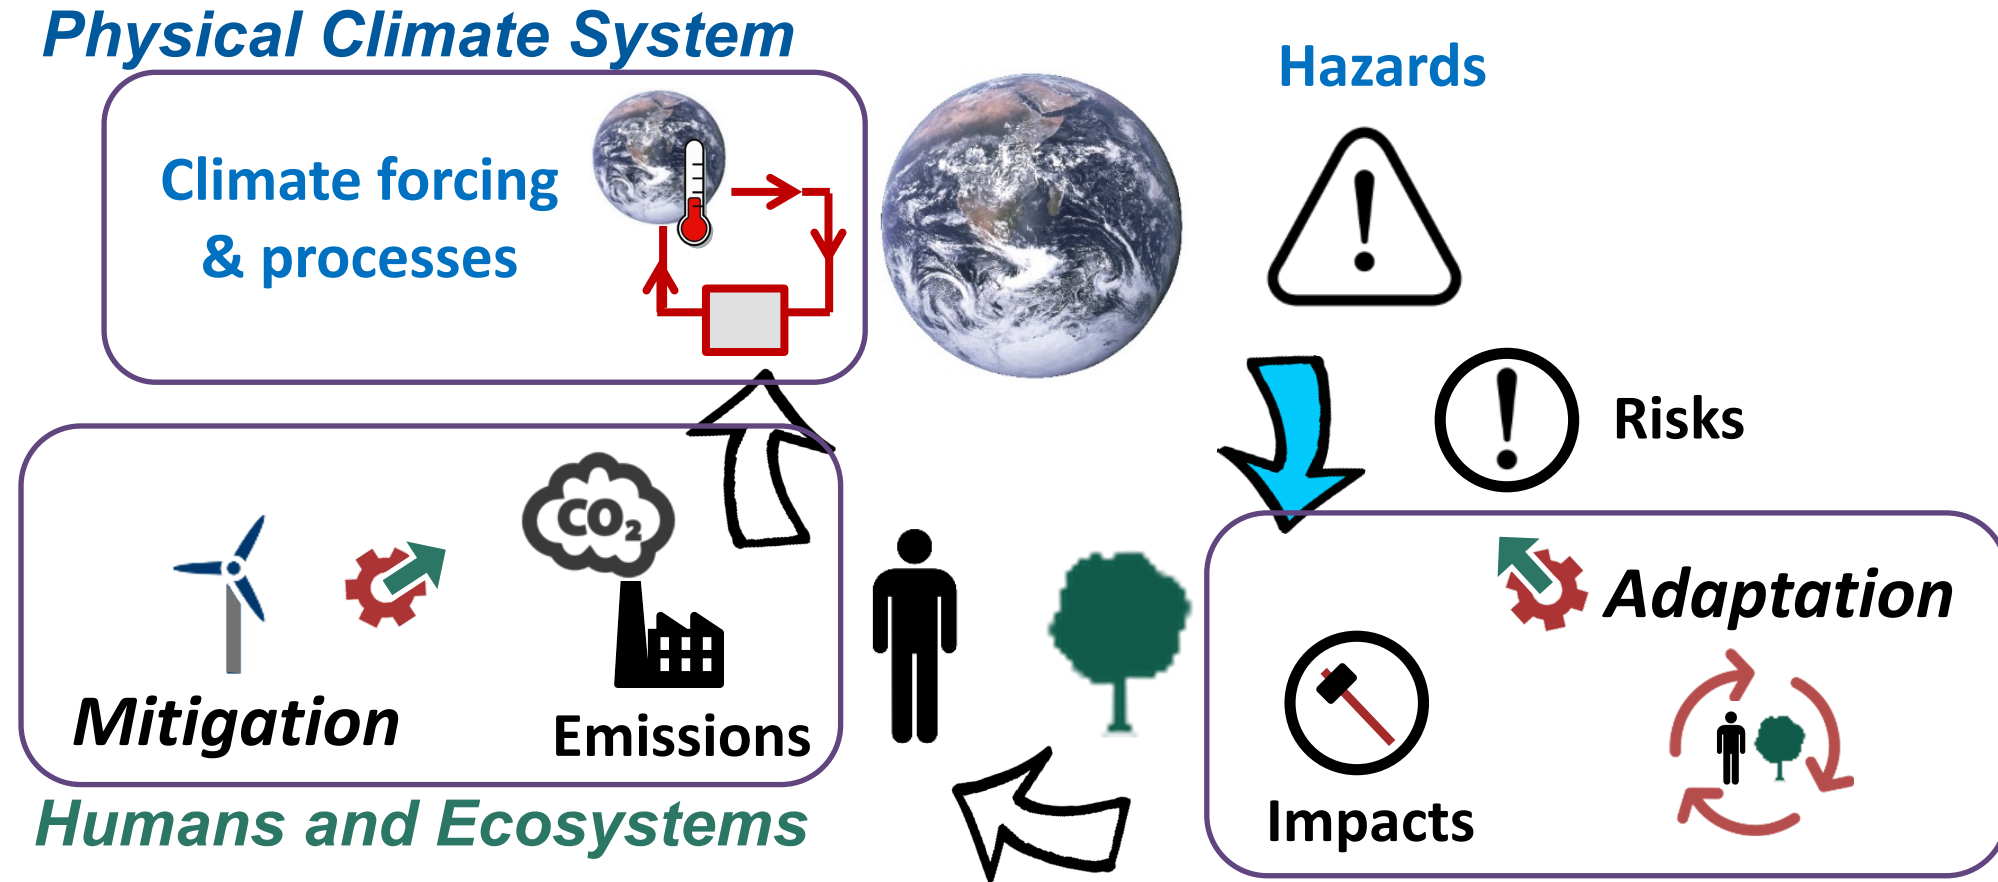 Physical Climate System
Hazards
Climate forcing
& processes
Risks
CO₂
Adaptation
Mitigation
Emissions
Impacts
Humans and Ecosystems